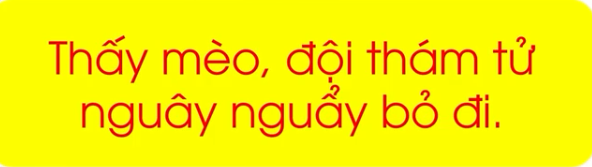 Thấy mèo, đội thám tử
nguây nguẩy bỏ đi.